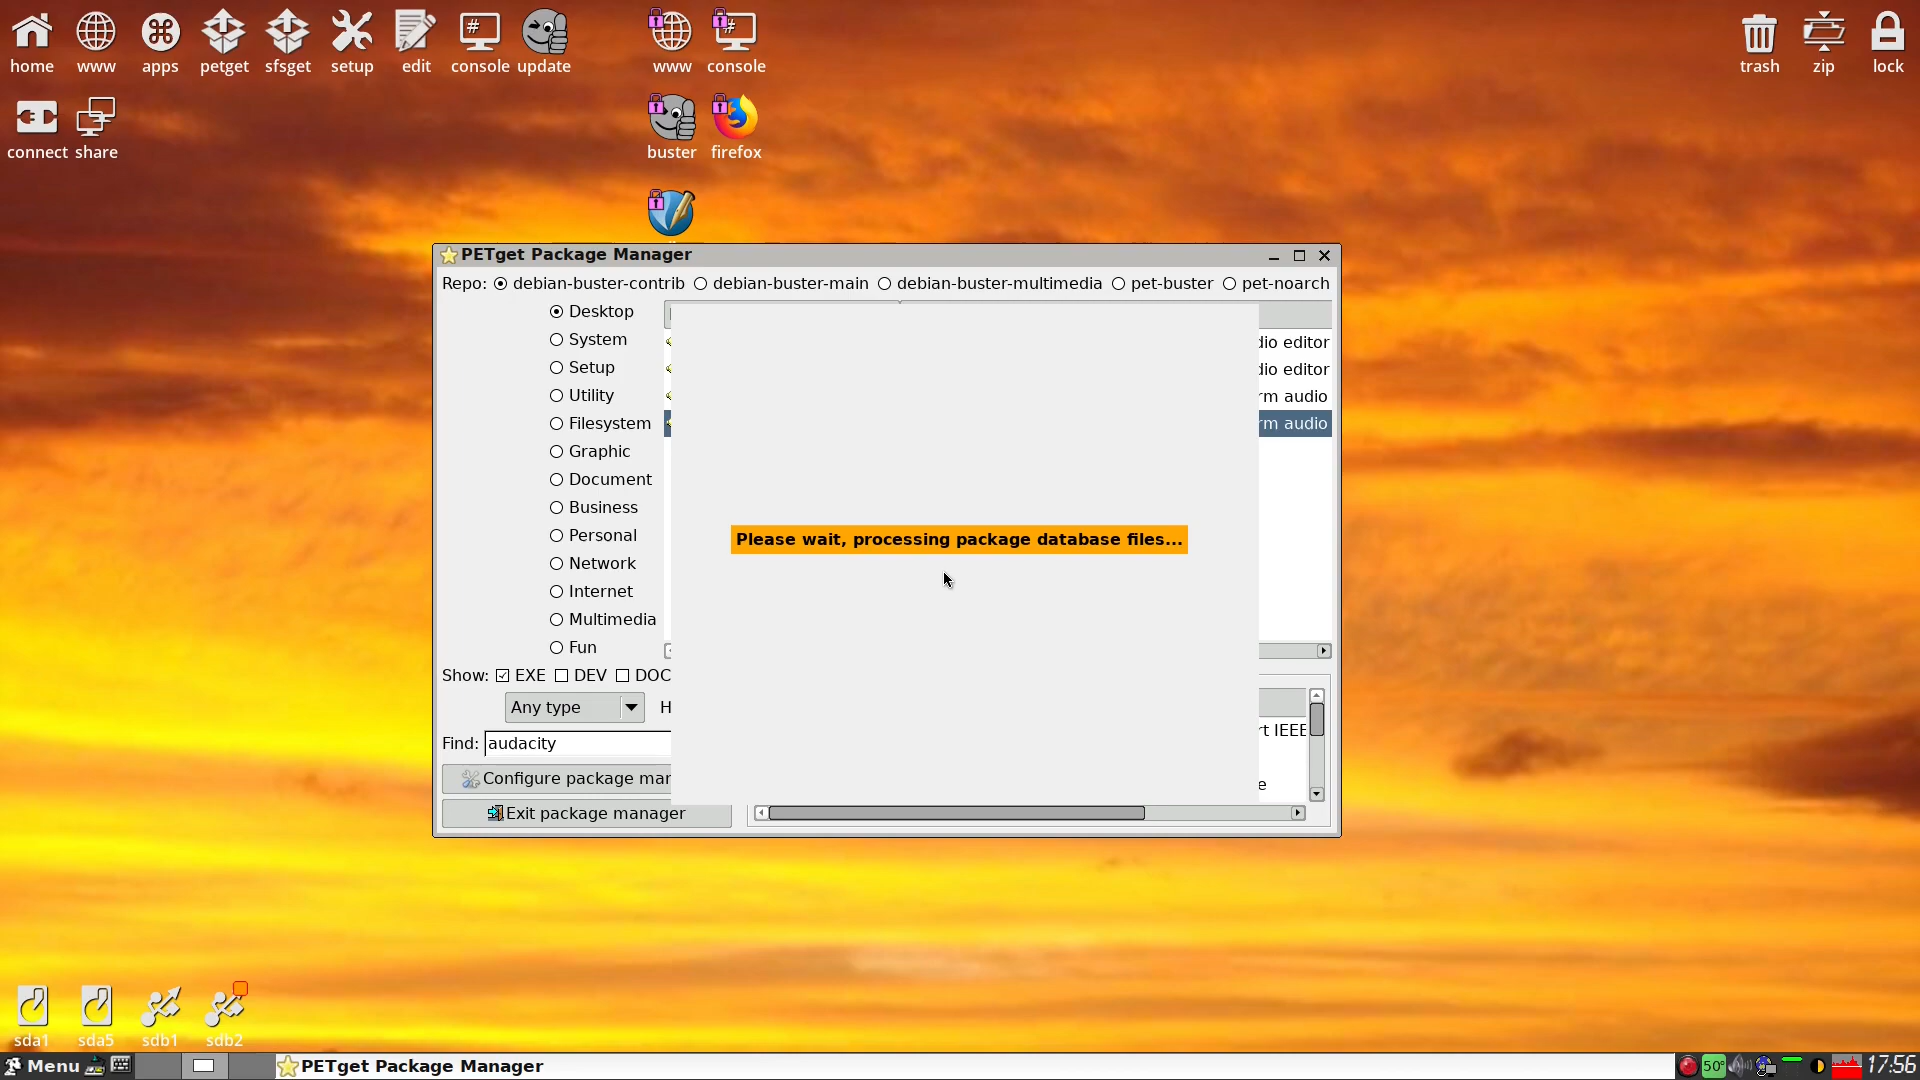 home www apps petget sfsget setup edit console update www console trash zip lock
connect share buster firefox
PETget Package Manager
Repo: debian-buster-contrib debian-buster-main debian-buster-multimedia pet-buster pet-noarch
Desktop
System
dio editor
Setup
dio editor
Utility
rm audio
Filesystem
rm audio
Graphic
Document
Business
Please wait, processing package database files...
Personal
Network
Internet
Multimedia
Fun
Show: EXE DEV DOC
Any type H
rt IEEE
Find: audacity
Configure package mar
e
Exit package manager
sda1 sda5 sdb1 sdb2
Menu PETget Package Manager 50° 17:56